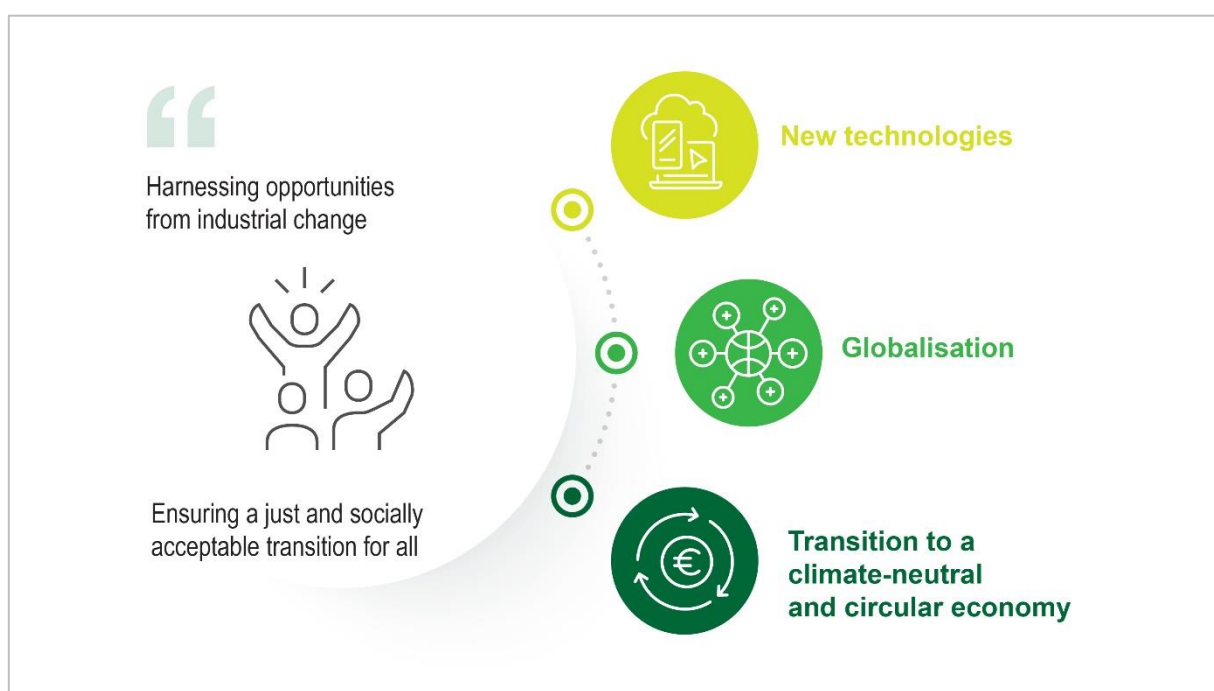 Harnessing opportunities
from industrial change
Ensuring a just and socially
acceptable transition for all
New technologies
Globalisation
Transition to a
climate-neutral
and circular economy